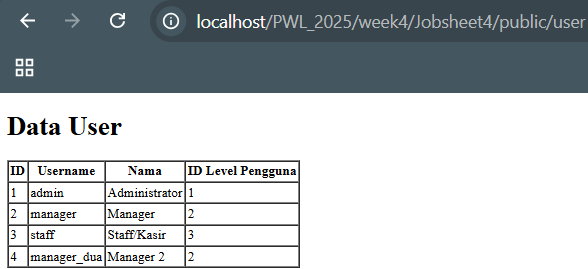 localhost/PWL_2025/week4/Jobsheet4/public/user
Data User
ID Username Nama ID Level Pengguna
1 admin Administrator 1
2 manager Manager 2
3 staff Staff/Kasir 3
4 manager_dua Manager 2 2